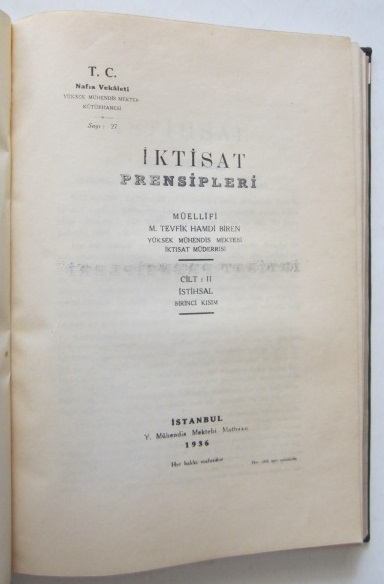 T. C.
Nafıa Vekâleti
YÜKSEK MÜHENDİS MEKTEB
KÜTÜPHANESİ
Sayı : 27
İKTİSAT
PRENSİPLERİ
MÜELLİFİ
M. TEVFİK HAMDİ BİREN
YÜKSEK MÜHENDİS MEKTESİ
İKTİSAT MÜDERRİSİ
CİLT : II
İSTİHSAL
BİRİNCİ KISIM
İSTANBUL
Y. Mühendis Mektebi Matbaası
1936
Her hakkı mahfuzdur